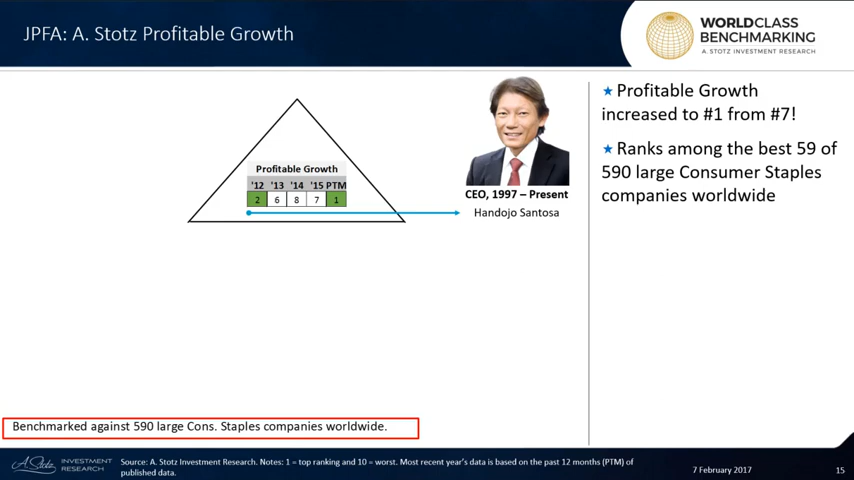 JPFA: A. Stotz Profitable Growth
WORLDCLASS
BENCHMARKING
A. STOTZ INVESTMENT RESEARCH
★ Profitable Growth
increased to #1 from #7!
★ Ranks among the best 59 of
590 large Consumer Staples
companies worldwide
Profitable Growth
'12 '13 '14 '15 PTM
2 6 8 7 1
CEO, 1997 – Present
Handojo Santosa
Benchmarked against 590 large Cons. Staples companies worldwide.
A. Stotz INVESTMENT
RESEARCH
Source: A. Stotz Investment Research. Notes: 1 = top ranking and 10 = worst. Most recent year's data is based on the past 12 months (PTM) of
published data.
7 February 2017
15